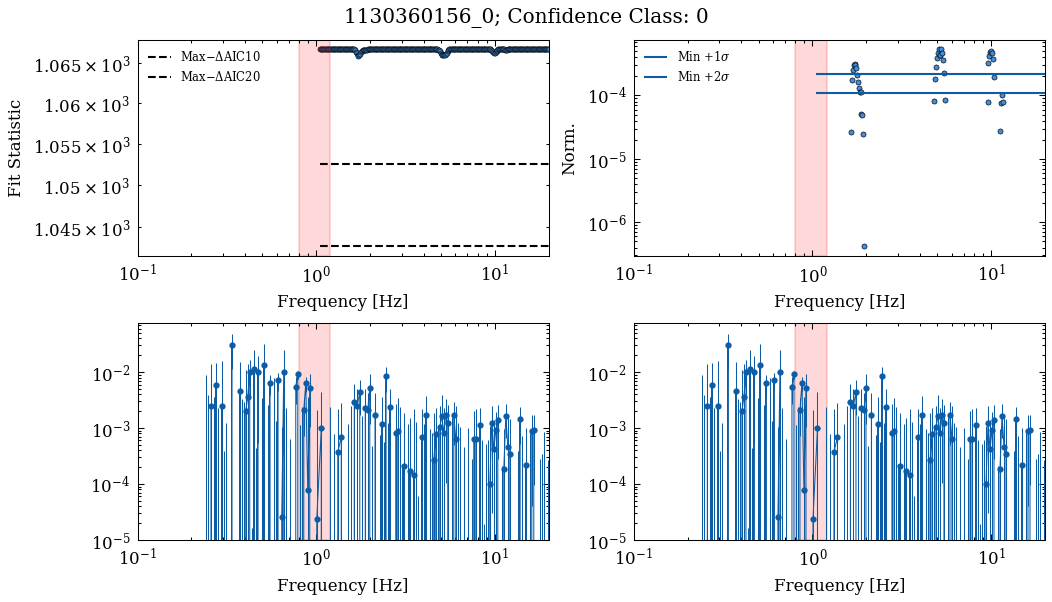 1130360156_0; Confidence Class: 0
Max−ΔAIC10
Max−ΔAIC20
Fit Statistic
1.065 × 10³
1.06 × 10³
1.055 × 10³
1.05 × 10³
1.045 × 10³
10⁻¹ 10⁰ 10¹
Frequency [Hz]
Min +1σ
Min +2σ
Norm.
10⁻⁴
10⁻⁵
10⁻⁶
10⁻¹ 10⁰ 10¹
Frequency [Hz]
10⁻²
10⁻³
10⁻⁴
10⁻⁵
10⁻¹ 10⁰ 10¹
Frequency [Hz]
10⁻²
10⁻³
10⁻⁴
10⁻⁵
10⁻¹ 10⁰ 10¹
Frequency [Hz]